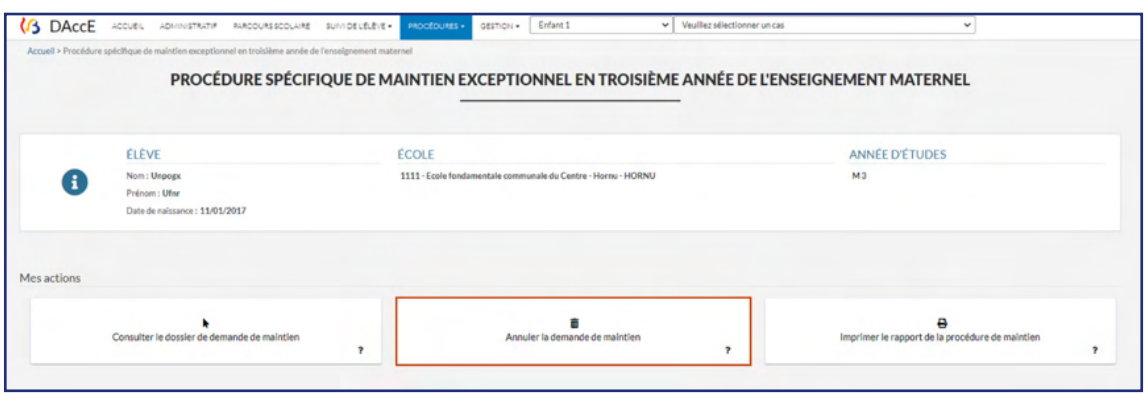 DAccE ACCUEIL ADMINISTRATIF PARCOURS SCOLAIRE SUIVI DE L'ÉLÈVE PROCÉDURES GESTION Enfant 1 Veuillez sélectionner un cas
Accueil > Procédure spécifique de maintien exceptionnel en troisième année de l'enseignement maternel
PROCÉDURE SPÉCIFIQUE DE MAINTIEN EXCEPTIONNEL EN TROISIÈME ANNÉE DE L'ENSEIGNEMENT MATERNEL
ÉLÈVE ÉCOLE ANNÉE D'ÉTUDES
Nom : Unpogx 1111 - Ecole fondamentale communale du Centre - Hornu - HORNU M 3
Prénom : Ufnr
Date de naissance : 11/01/2017
Mes actions
Consulter le dossier de demande de maintien ? Annuler la demande de maintien ? Imprimer le rapport de la procédure de maintien ?